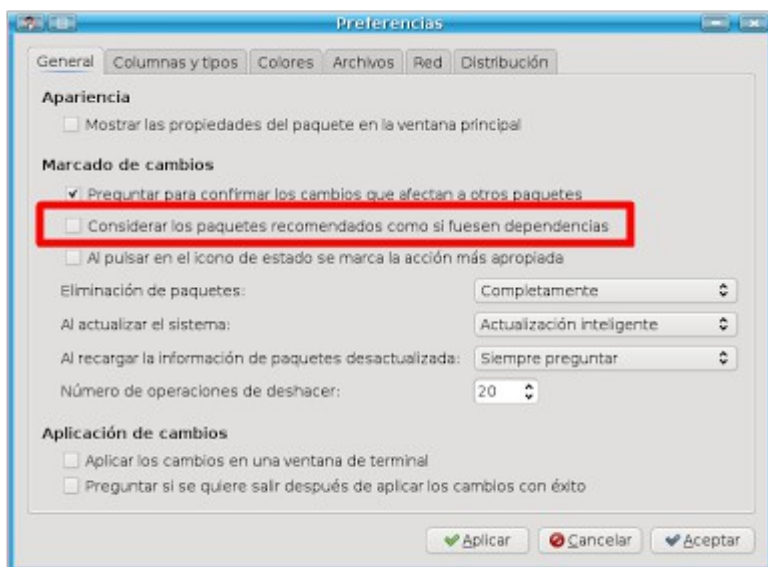 Preferencias
General Columnas y tipos Colores Archivos Red Distribución
Apariencia
Mostrar las propiedades del paquete en la ventana principal
Marcado de cambios
Preguntar para confirmar los cambios que afectan a otros paquetes
Considerar los paquetes recomendados como si fuesen dependencias
Al pulsar en el icono de estado se marca la acción más apropiada
Eliminación de paquetes: Completamente
Al actualizar el sistema: Actualización inteligente
Al recargar la información de paquetes desactualizada: Siempre preguntar
Número de operaciones de deshacer: 20
Aplicación de cambios
Aplicar los cambios en una ventana de terminal
Preguntar si se quiere salir después de aplicar los cambios con éxito
Aplicar Cancelar Aceptar